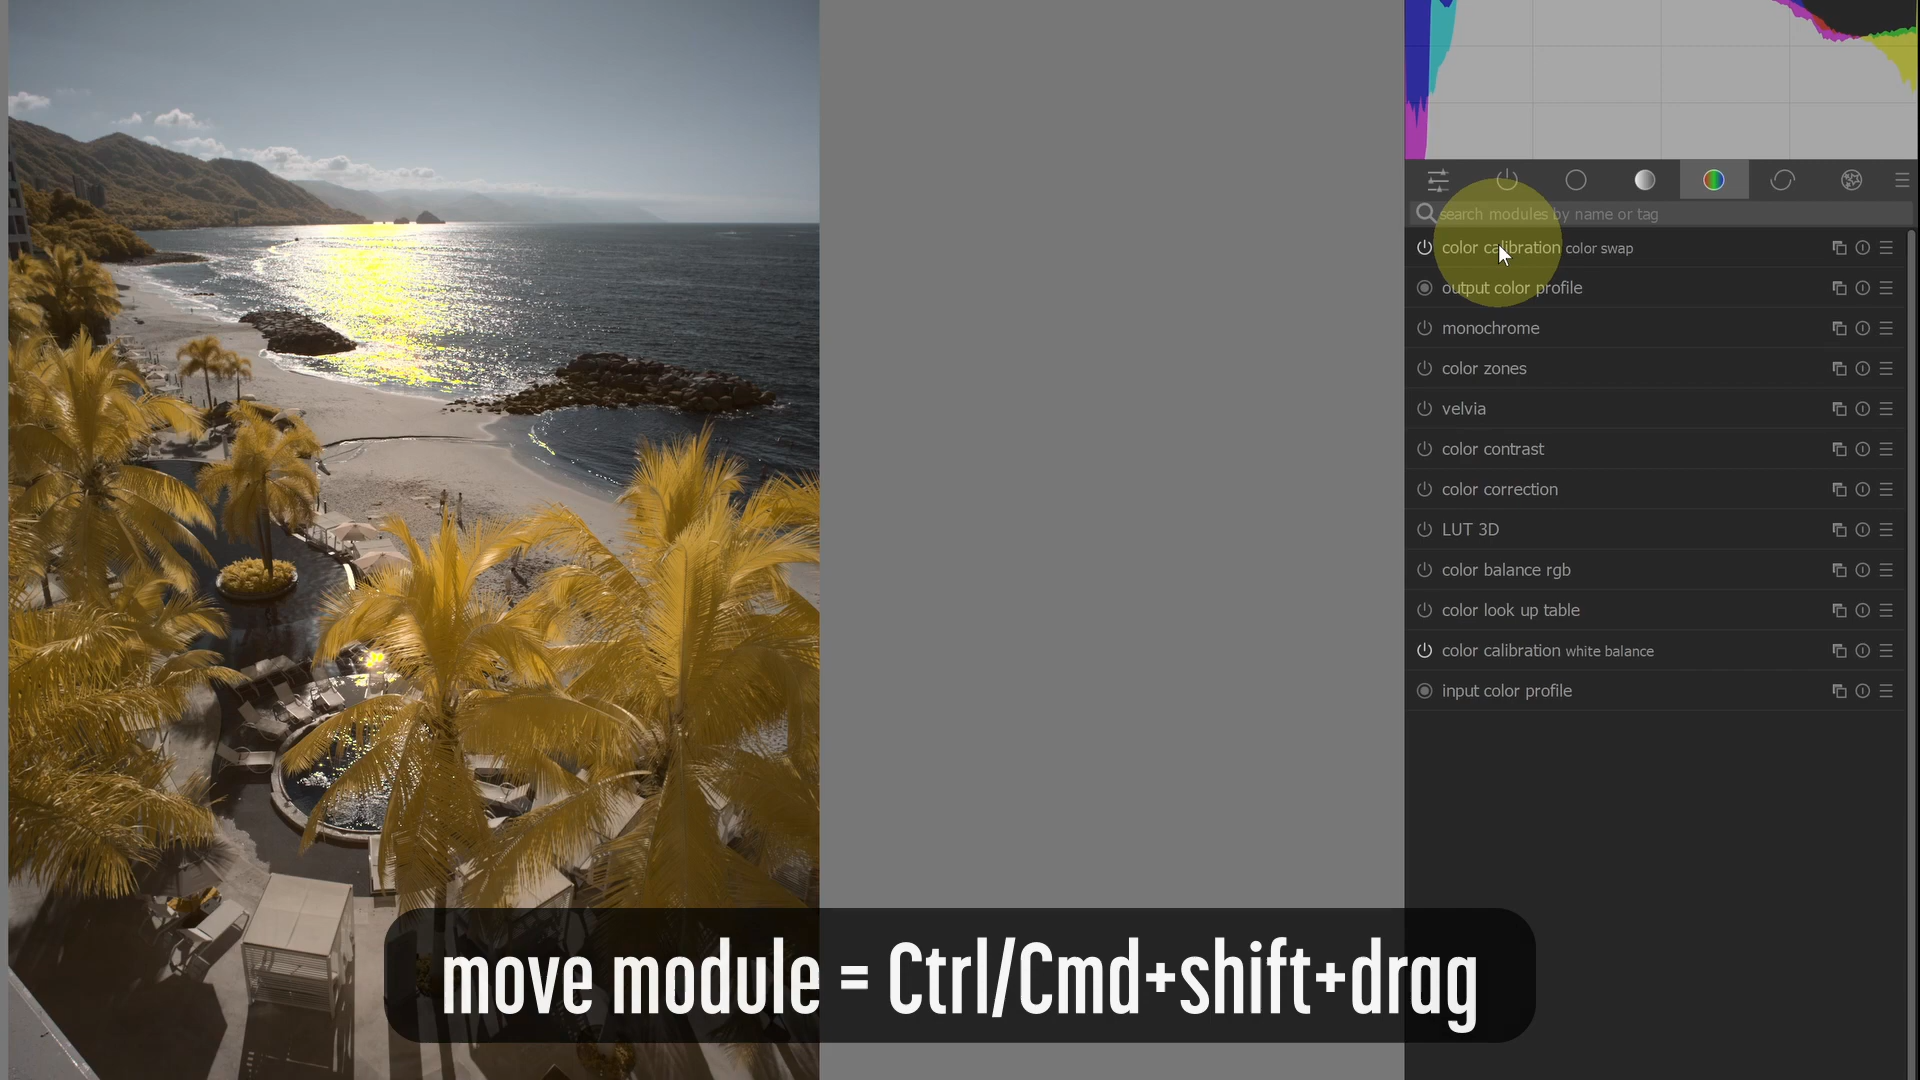 search modules by name or tag
color calibration color swap
output color profile
monochrome
color zones
velvia
color contrast
color correction
LUT 3D
color balance rgb
color look up table
color calibration white balance
input color profile
move module = Ctrl/Cmd+shift+drag